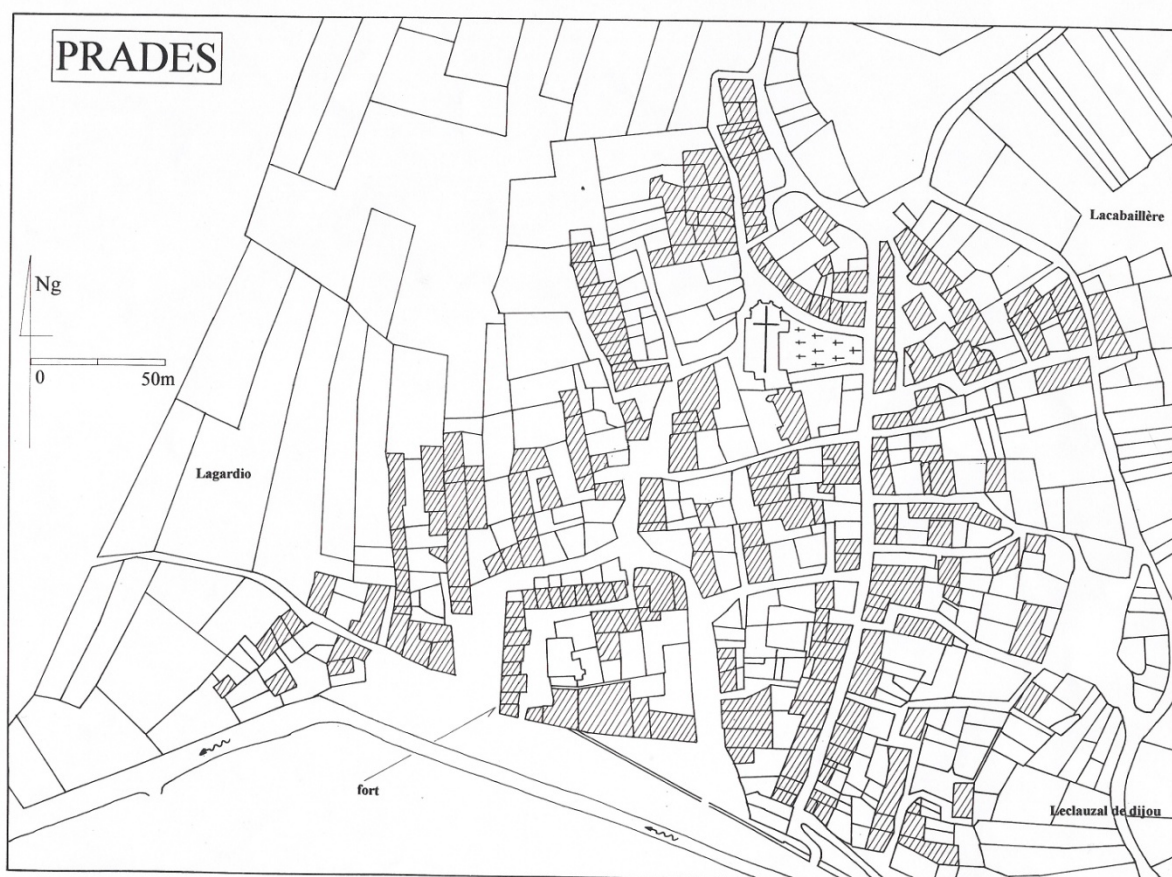 PRADES
Lacabaillère
Ng
0 50m
Lagardio
fort
Leclauzal de dijou